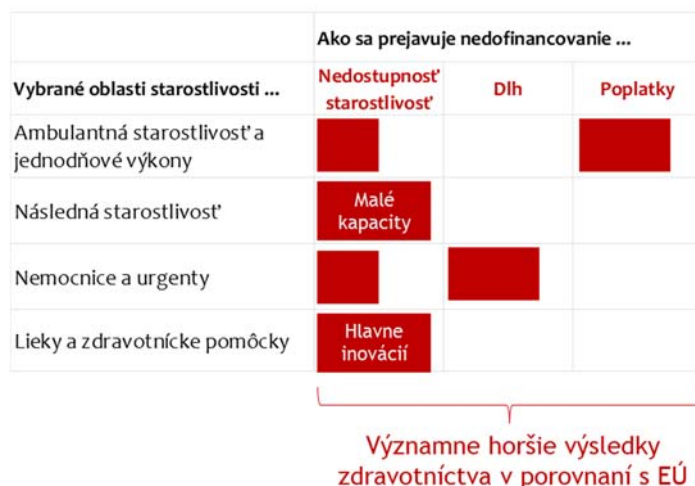 Ako sa prejavuje nedofinancovanie ...
Vybrané oblasti starostlivosti ...
Nedostupnosť
starostlivosť
Dlh
Poplatky
Ambulantná starostlivosť a
jednodňové výkony
Následná starostlivosť
Malé
kapacity
Nemocnice a urgenty
Lieky a zdravotnícke pomôcky
Hlavne
inovácií
Významne horšie výsledky
zdravotníctva v porovnaní s EÚ